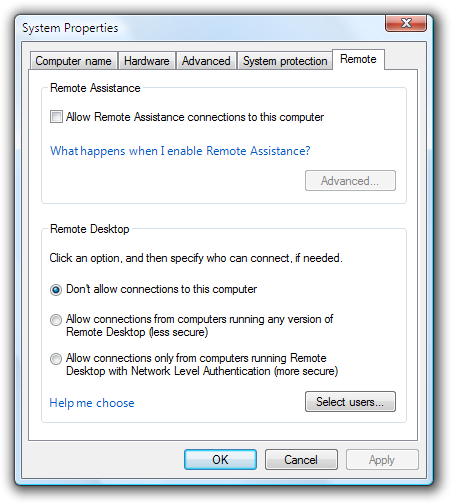 System Properties
Computer name Hardware Advanced System protection Remote
Remote Assistance
Allow Remote Assistance connections to this computer
What happens when I enable Remote Assistance?
Advanced...
Remote Desktop
Click an option, and then specify who can connect, if needed.
Don't allow connections to this computer
Allow connections from computers running any version of
Remote Desktop (less secure)
Allow connections only from computers running Remote
Desktop with Network Level Authentication (more secure)
Help me choose
Select users...
OK Cancel Apply